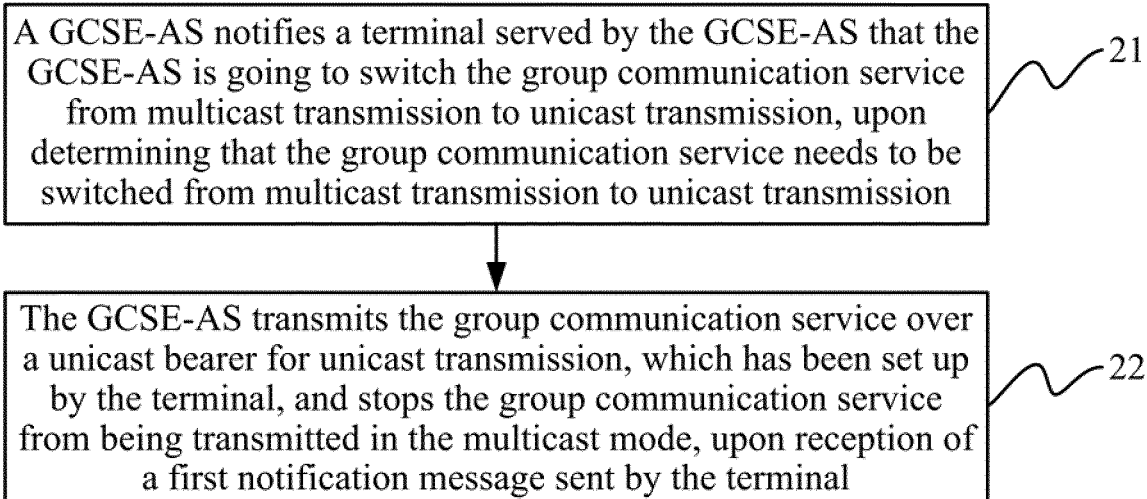 A GCSE-AS notifies a terminal served by the GCSE-AS that the
GCSE-AS is going to switch the group communication service
from multicast transmission to unicast transmission, upon
determining that the group communication service needs to be
switched from multicast transmission to unicast transmission
21
The GCSE-AS transmits the group communication service over
a unicast bearer for unicast transmission, which has been set up
by the terminal, and stops the group communication service
from being transmitted in the multicast mode, upon reception of
a first notification message sent by the terminal
22